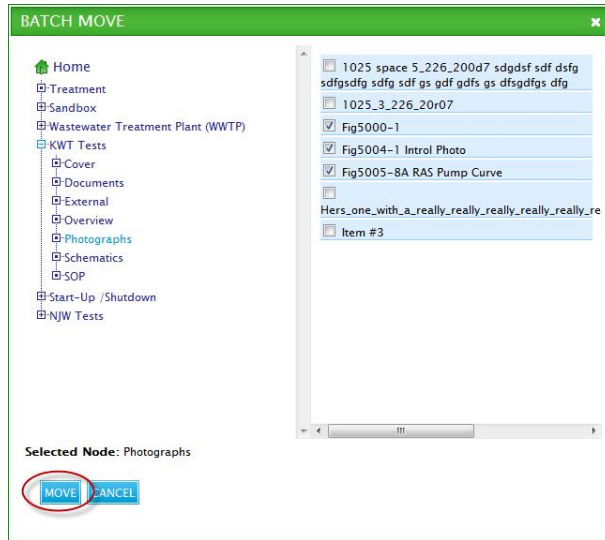 BATCH MOVE
Home
Treatment
Sandbox
Wastewater Treatment Plant (WWTP)
KWT Tests
Cover
Documents
External
Overview
Photographs
Schematics
SOP
Start-Up /Shutdown
NJW Tests
1025 space 5_226_200d7 sdgdsf sdf dsfg
sdfgsdfg sdfg sdf gs gdf gdfs gs dfsgdfgs dfg
1025_3_226_20r07
Fig5000-1
Fig5004-1 Introl Photo
Fig5005-8A RAS Pump Curve
Hers_one_with_a_really_really_really_really_really_re
Item #3
Selected Node: Photographs
MOVE CANCEL